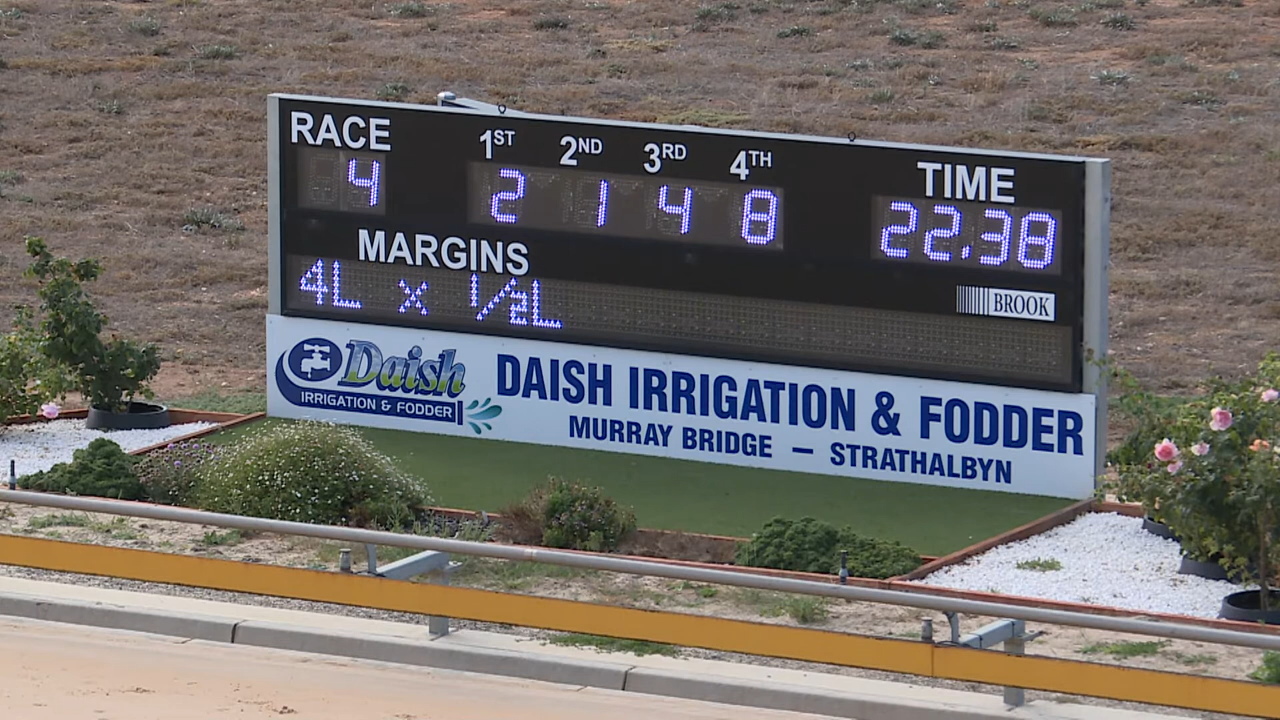 RACE 1ST 2ND 3RD 4TH TIME
4 2 1 4 8 22.38
MARGINS
4L x 1/2L
BROOK
Daish
IRRIGATION & FODDER
DAISH IRRIGATION & FODDER
MURRAY BRIDGE – STRATHALBYN